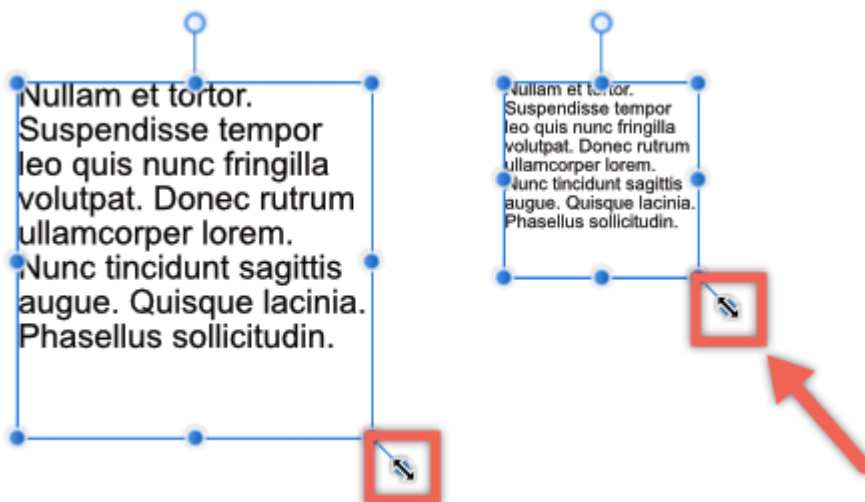 Nullam et tortor.
Suspendisse tempor
leo quis nunc fringilla
volutpat. Donec rutrum
ullamcorper lorem.
Nunc tincidunt sagittis
augue. Quisque lacinia.
Phasellus sollicitudin.
Nullam et tortor.
Suspendisse tempor
leo quis nunc fringilla
volutpat. Donec rutrum
ullamcorper lorem.
Nunc tincidunt sagittis
augue. Quisque lacinia.
Phasellus sollicitudin.